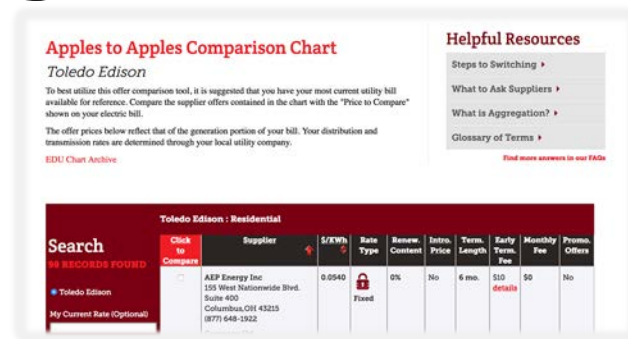 Apples to Apples Comparison Chart
Toledo Edison
To best utilize this offer comparison tool, it is suggested that you have your most current utility bill
available for reference. Compare the supplier offers contained in the chart with the "Price to Compare"
shown on your electric bill.
The offer prices below reflect that of the generation portion of your bill. Your distribution and
transmission rates are determined through your local utility company.
EDU Chart Archive
Helpful Resources
Steps to Switching
What to Ask Suppliers
What is Aggregation?
Glossary of Terms
Find more answers in our FAQs
Search
RECORDS FOUND
Toledo Edison
My Current Rate (Optional)
Toledo Edison : Residential
Click to Compare
Supplier
$/KWh
Rate Type
Renew. Content
Intro. Price
Term. Length
Early Term. Fee
Monthly Fee
Promo. Offers
AEP Energy Inc
155 West Nationwide Blvd.
Suite 400
Columbus,OH 43215
(877) 648-1922
0.0540
Fixed
0%
No
6 mo.
$10
details
$0
No